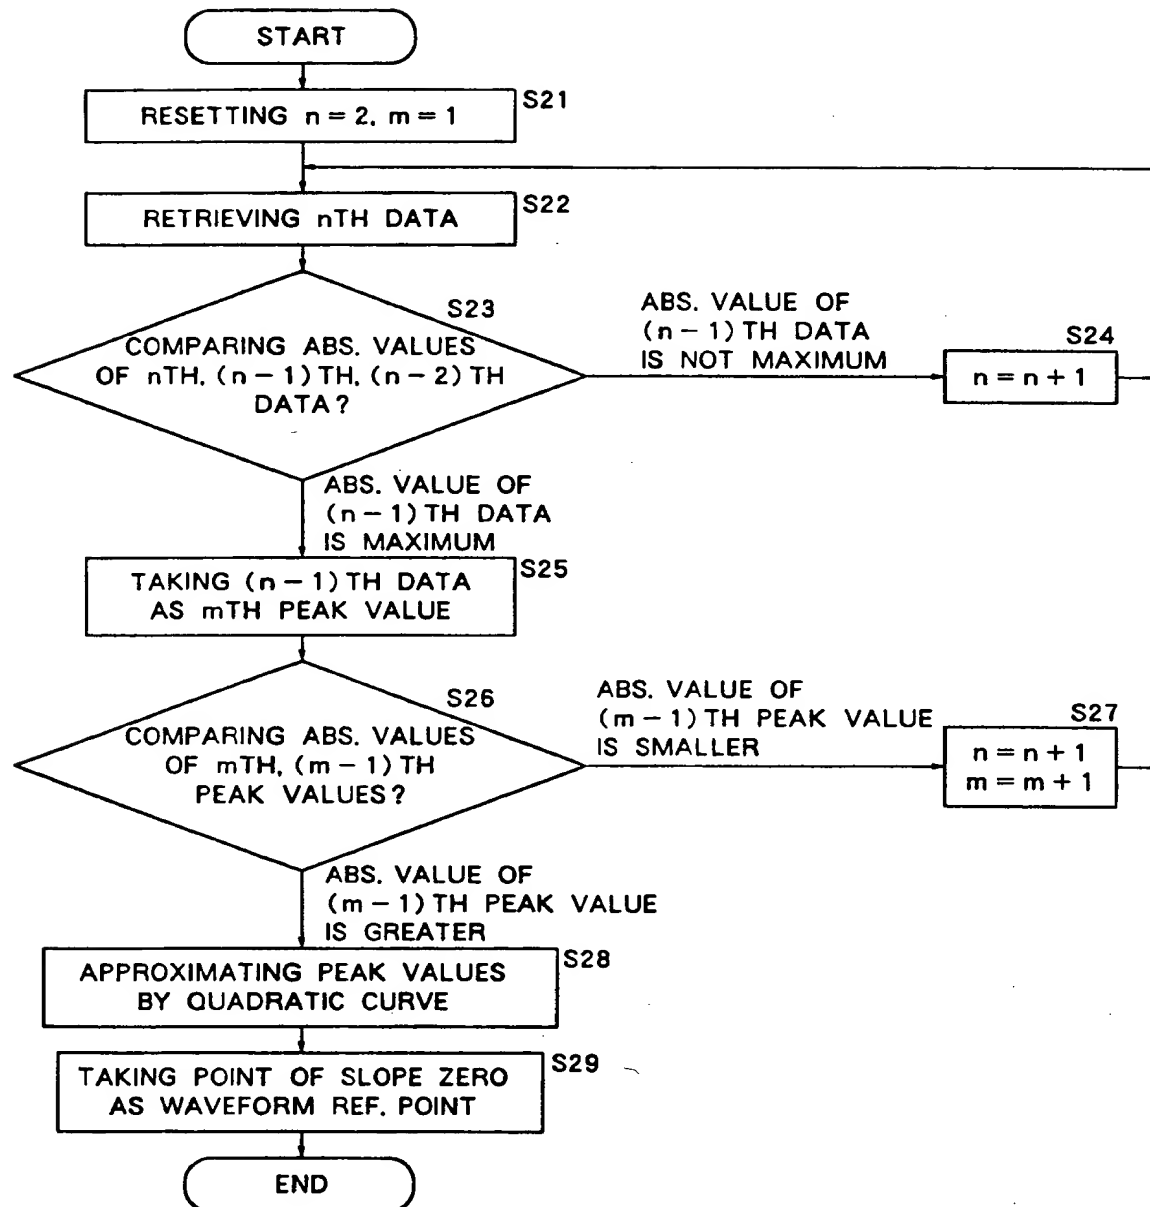 START
S21
RESETTING n = 2, m = 1
S22
RETRIEVING nTH DATA
S23
COMPARING ABS. VALUES
OF nTH, (n - 1) TH, (n - 2) TH
DATA?
ABS. VALUE OF
(n - 1) TH DATA
IS NOT MAXIMUM
S24
n = n + 1
ABS. VALUE OF
(n - 1) TH DATA
IS MAXIMUM
S25
TAKING (n - 1) TH DATA
AS mTH PEAK VALUE
S26
COMPARING ABS. VALUES
OF mTH, (m - 1) TH
PEAK VALUES?
ABS. VALUE OF
(m - 1) TH PEAK VALUE
IS SMALLER
S27
n = n + 1
m = m + 1
ABS. VALUE OF
(m - 1) TH PEAK VALUE
IS GREATER
S28
APPROXIMATING PEAK VALUES
BY QUADRATIC CURVE
S29
TAKING POINT OF SLOPE ZERO
AS WAVEFORM REF. POINT
END